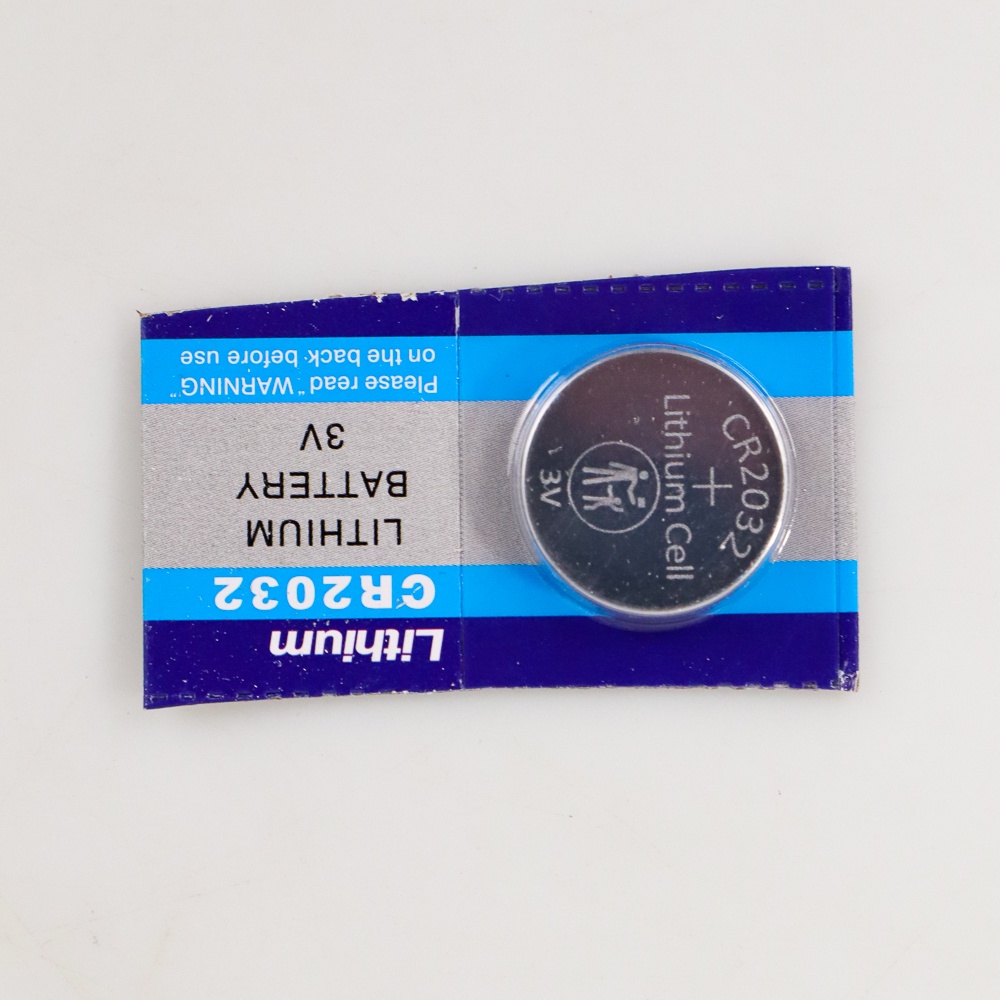 Lithium
CR2032
LITHIUM
BATTERY
3V
Please read "WARNING"
on the back before use
CR2032
+
Lithium Cell
3V